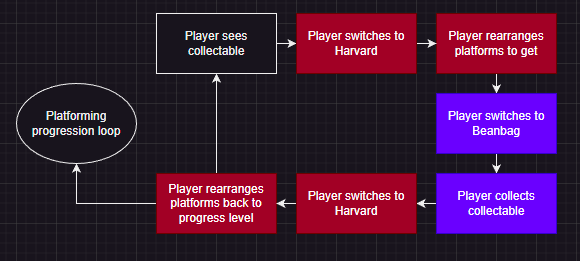 Player sees
collectable
Player switches to
Harvard
Player rearranges
platforms to get
Player switches to
Beanbag
Player collects
collectable
Player switches to
Harvard
Player rearranges
platforms back to
progress level
Platforming
progression loop